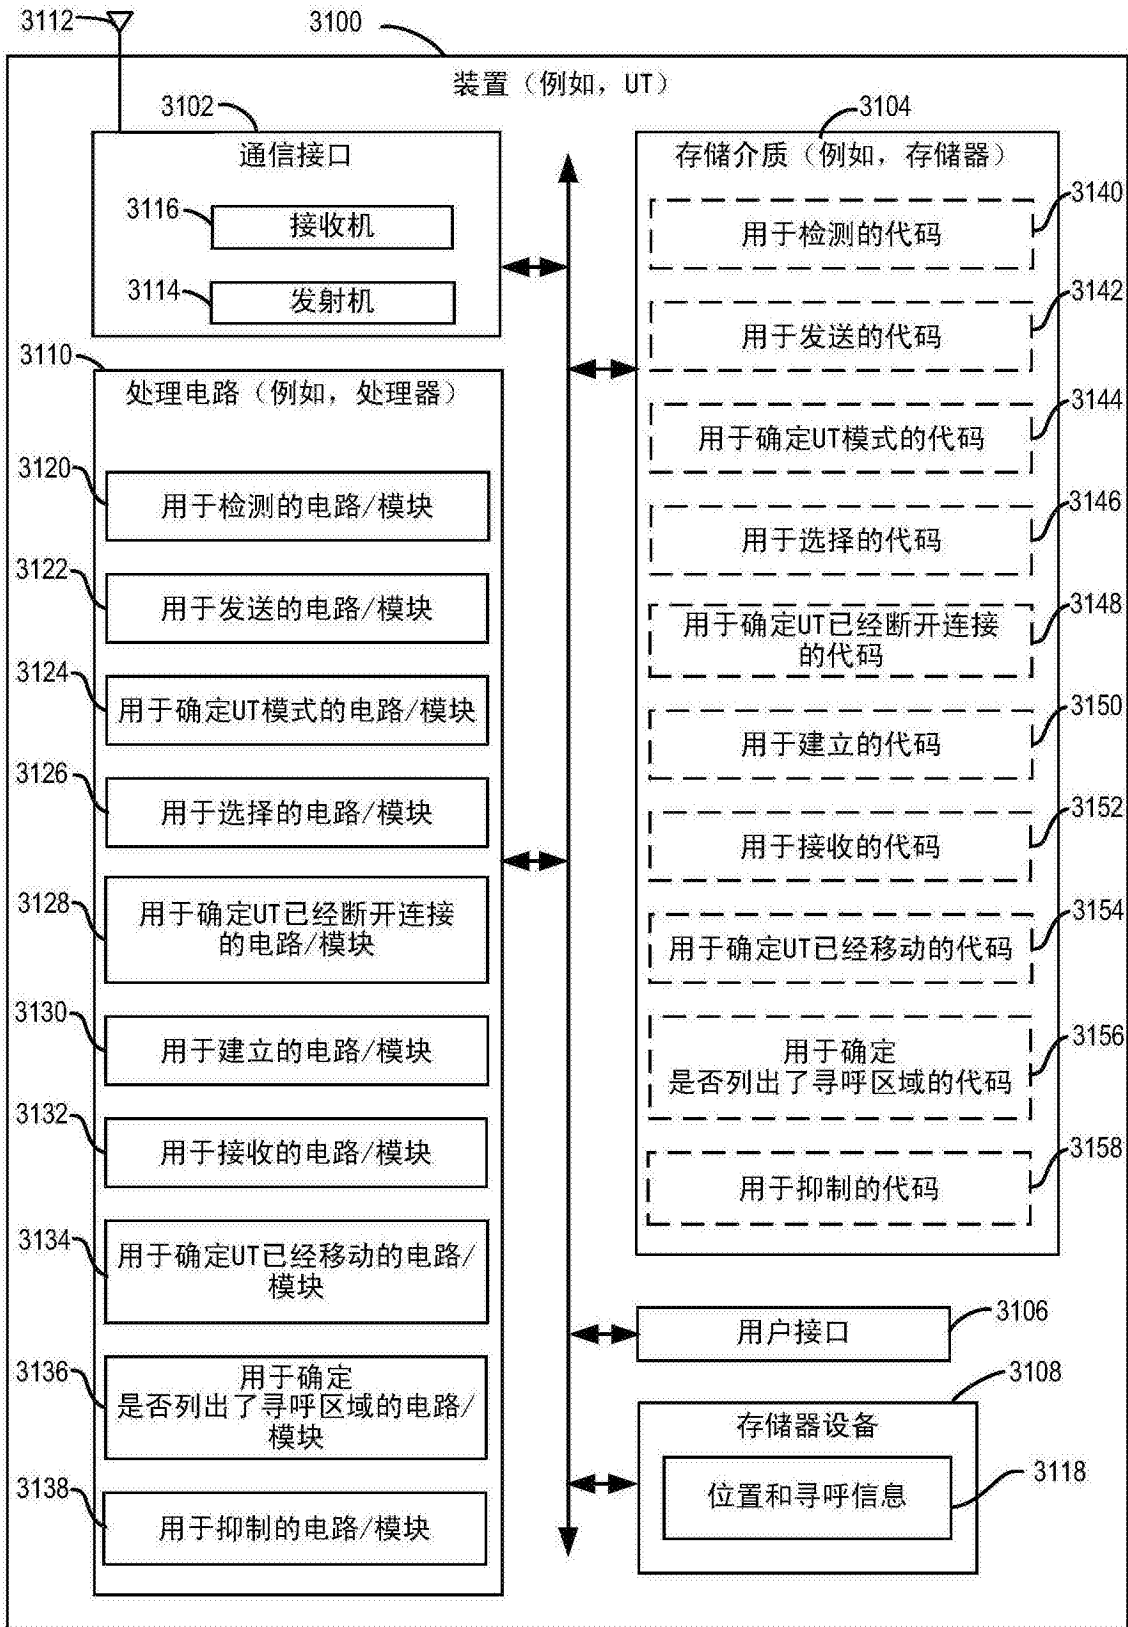 3112
3100
装置（例如，UT）
3102
通信接口
3116
接收机
3114
发射机
3110
处理电路（例如，处理器）
3120
用于检测的电路/模块
3122
用于发送的电路/模块
3124
用于确定UT模式的电路/模块
3126
用于选择的电路/模块
3128
用于确定UT已经断开连接
的电路/模块
3130
用于建立的电路/模块
3132
用于接收的电路/模块
3134
用于确定UT已经移动的电路/
模块
3136
用于确定
是否列出了寻呼区域的电路/
模块
3138
用于抑制的电路/模块
3104
存储介质（例如，存储器）
3140
用于检测的代码
3142
用于发送的代码
3144
用于确定UT模式的代码
3146
用于选择的代码
3148
用于确定UT已经断开连接
的代码
3150
用于建立的代码
3152
用于接收的代码
3154
用于确定UT已经移动的代码
3156
用于确定
是否列出了寻呼区域的代码
3158
用于抑制的代码
3106
用户接口
3108
存储器设备
3118
位置和寻呼信息